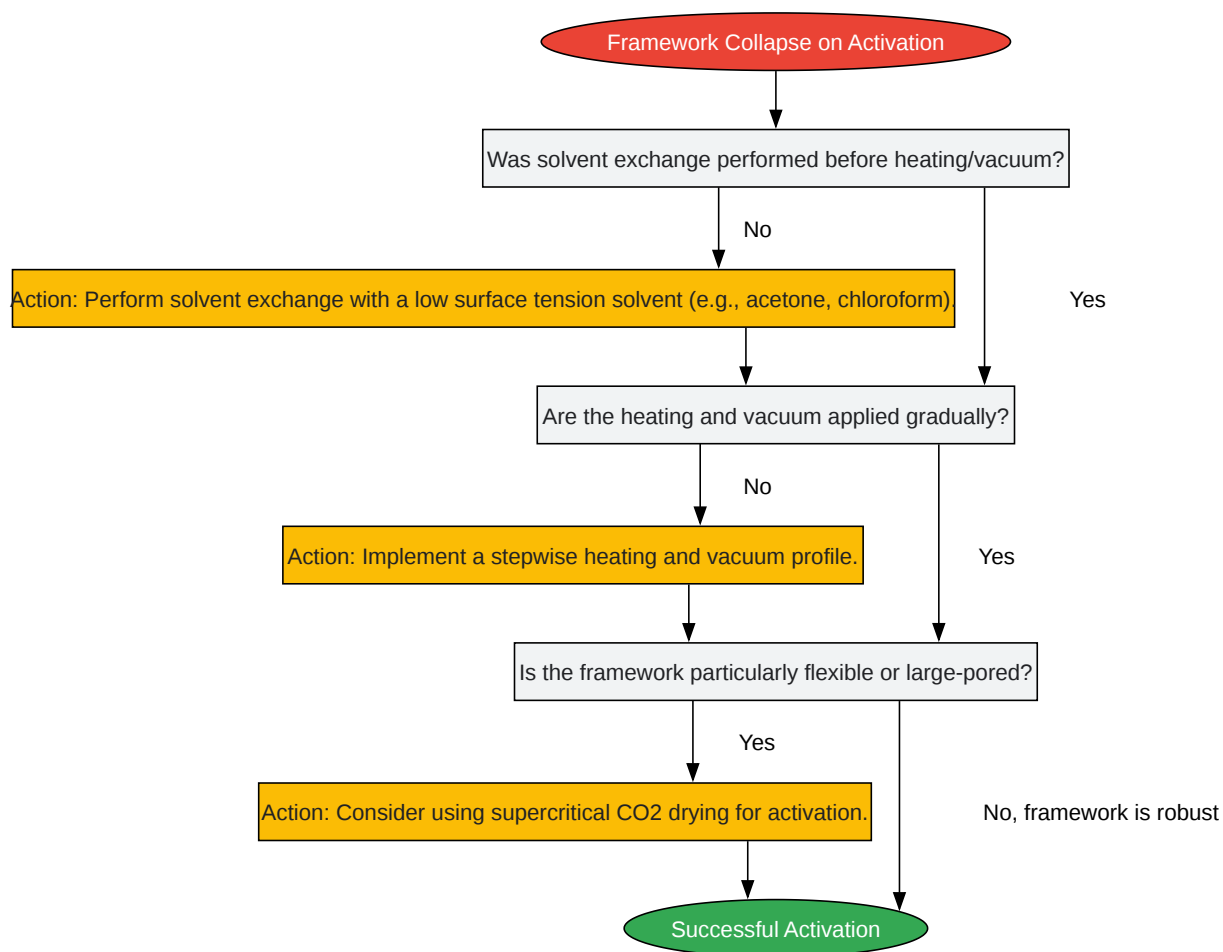 Framework Collapse on Activation
Was solvent exchange performed before heating/vacuum?
No
Action: Perform solvent exchange with a low surface tension solvent (e.g., acetone, chloroform).
Yes
Are the heating and vacuum applied gradually?
No
Action: Implement a stepwise heating and vacuum profile.
Yes
Is the framework particularly flexible or large-pored?
Yes
Action: Consider using supercritical CO2 drying for activation.
No, framework is robust
Successful Activation